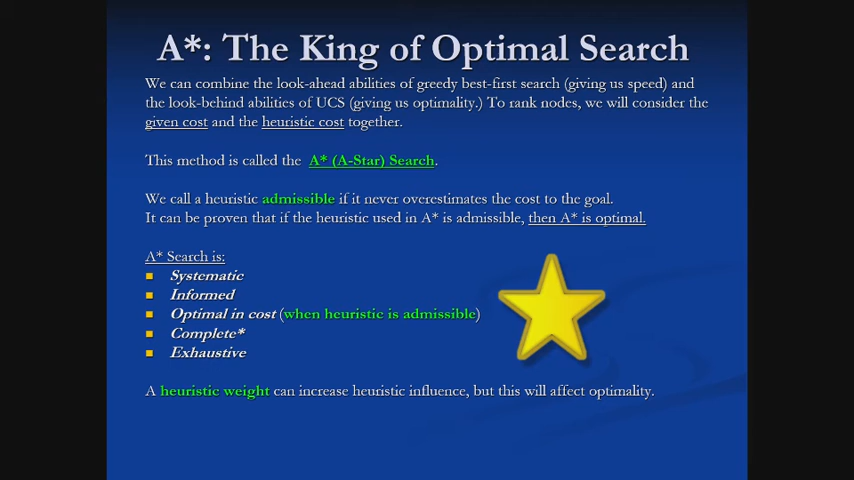 A*: The King of Optimal Search
We can combine the look-ahead abilities of greedy best-first search (giving us speed) and
the look-behind abilities of UCS (giving us optimality.) To rank nodes, we will consider the
given cost and the heuristic cost together.
This method is called the A* (A-Star) Search.
We call a heuristic admissible if it never overestimates the cost to the goal.
It can be proven that if the heuristic used in A* is admissible, then A* is optimal.
A* Search is:
Systematic
Informed
Optimal in cost (when heuristic is admissible)
Complete*
Exhaustive
A heuristic weight can increase heuristic influence, but this will affect optimality.